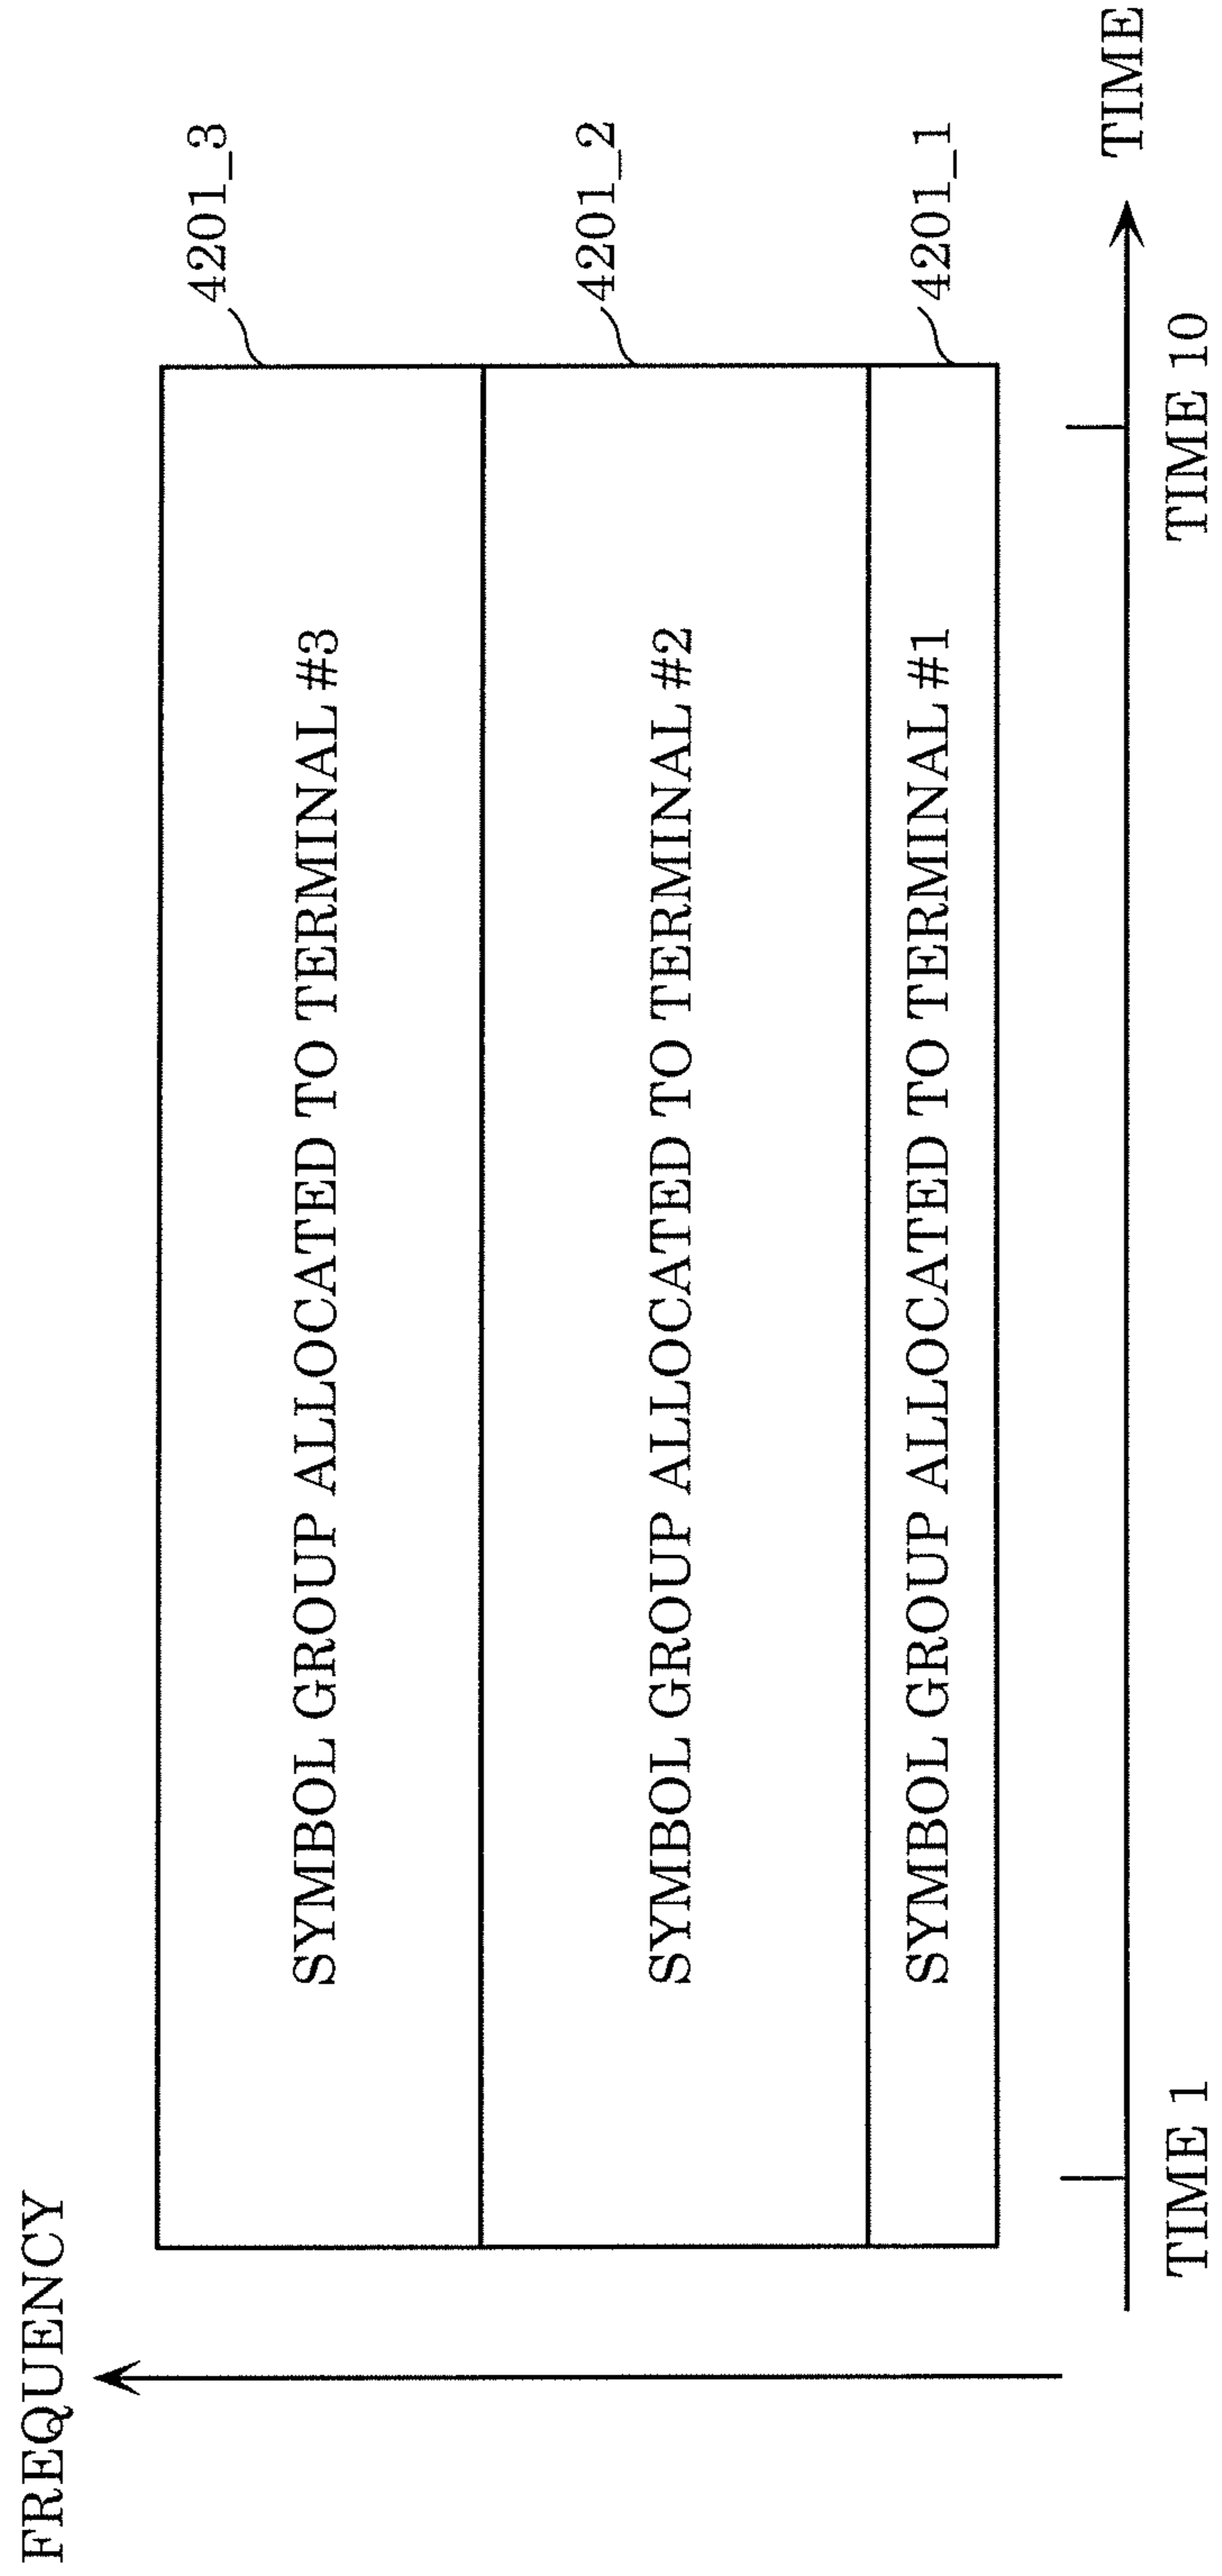 FREQUENCY
SYMBOL GROUP ALLOCATED TO TERMINAL #3
4201_3
SYMBOL GROUP ALLOCATED TO TERMINAL #2
4201_2
SYMBOL GROUP ALLOCATED TO TERMINAL #1
4201_1
TIME
TIME 1
TIME 10